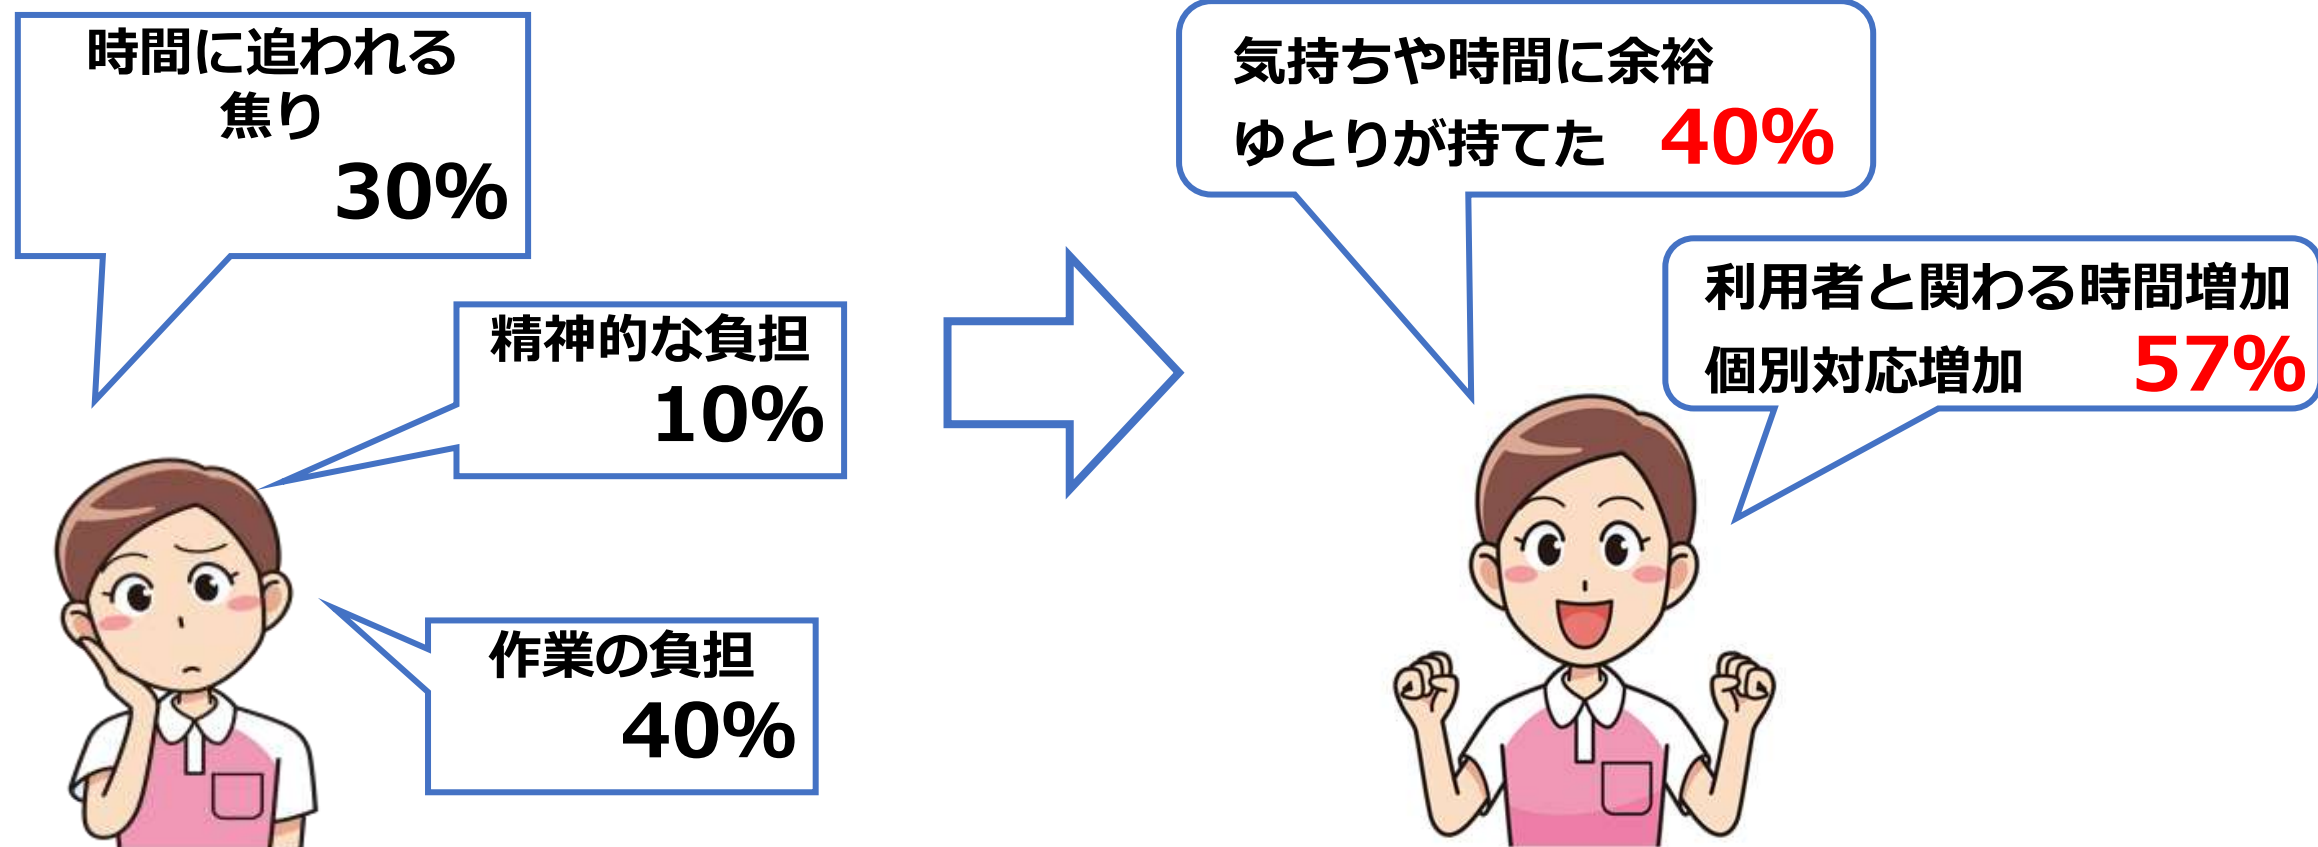 時間に追われる
焦り
30%
精神的な負担
10%
作業の負担
40%
気持ちや時間に余裕
ゆとりが持てた 40%
利用者と関わる時間増加
個別対応増加 57%